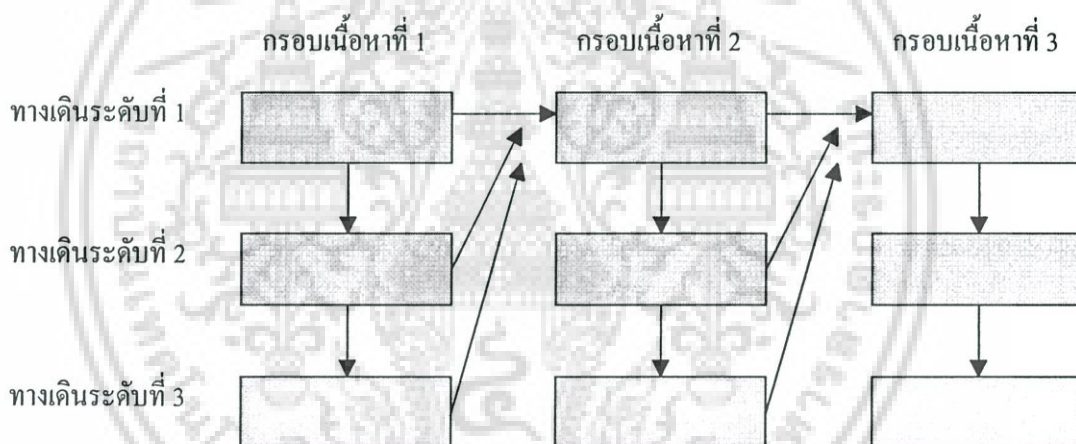 กรอบเนื้อหาที่ 1 กรอบเนื้อหาที่ 2 กรอบเนื้อหาที่ 3
ทางเดินระดับที่ 1
ทางเดินระดับที่ 2
ทางเดินระดับที่ 3